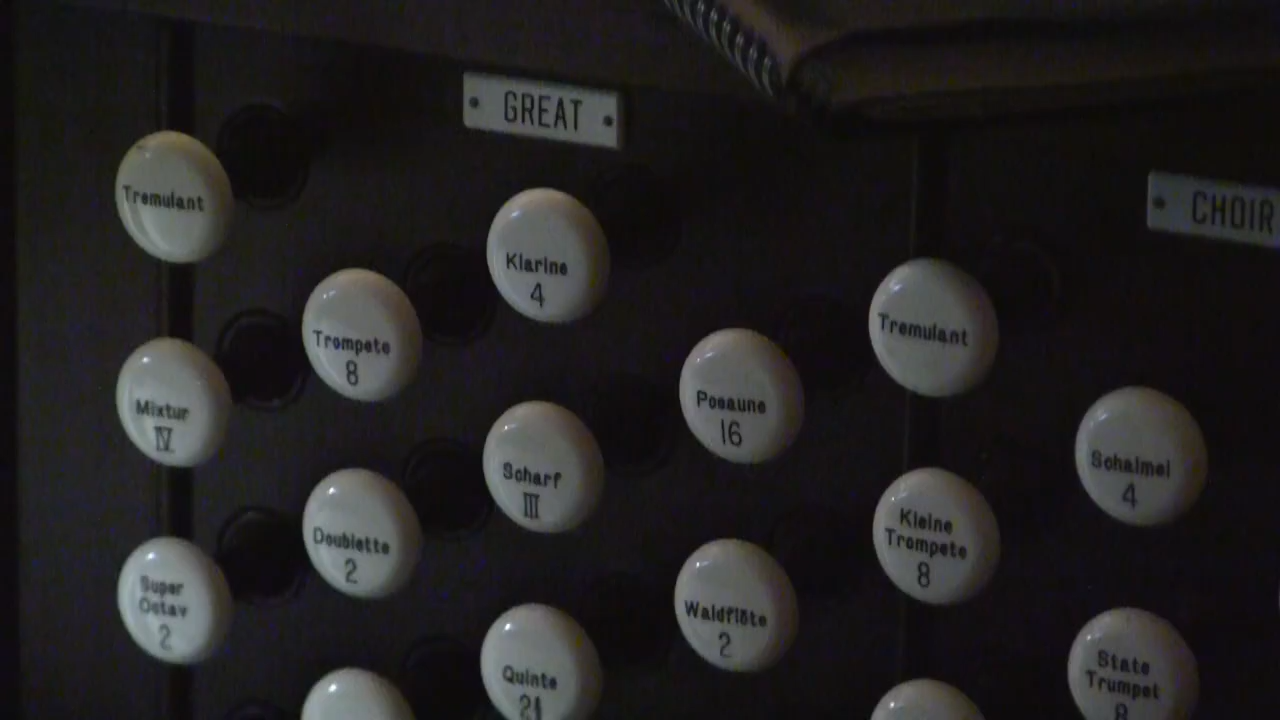 GREAT
CHOIR
Tremulant
Klarine
4
Trompete
8
Tremulant
Mixtur
IV
Posaune
16
Scharf
III
Schalmei
4
Doublette
2
Kleine
Trompete
8
Super
Octav
2
Waldflöte
2
Quinte
State
Trumpet
8